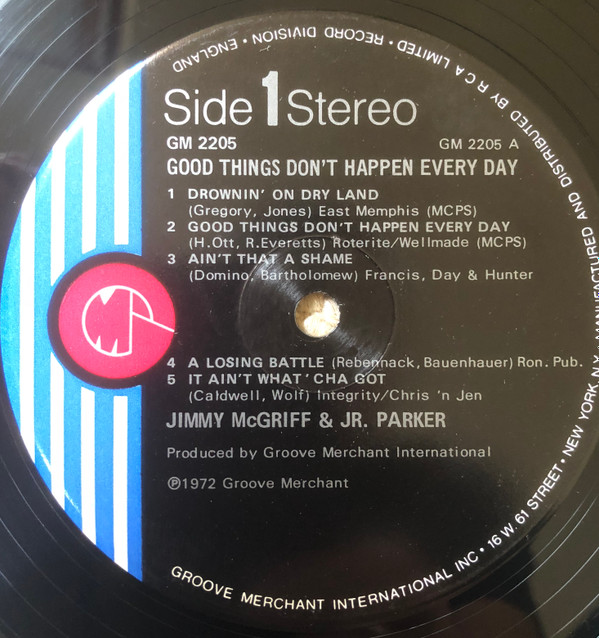 Side 1 Stereo
GM 2205
GM 2205 A
GOOD THINGS DON'T HAPPEN EVERY DAY
1 DROWNIN' ON DRY LAND
(Gregory, Jones) East Memphis (MCPS)
2 GOOD THINGS DON'T HAPPEN EVERY DAY
(H.Ott, R.Everetts) Roterite/Wellmade (MCPS)
3 AIN'T THAT A SHAME
(Domino, Bartholomew) Francis, Day & Hunter
4 A LOSING BATTLE (Rebennack, Bauenhauer) Ron. Pub.
5 IT AIN'T WHAT 'CHA GOT
(Caldwell, Wolf) Integrity/Chris 'n Jen
JIMMY McGRIFF & JR. PARKER
Produced by Groove Merchant International
℗1972 Groove Merchant
GROOVE MERCHANT INTERNATIONAL INC • 16 W. 61 STREET • NEW YORK, N.Y. MANUFACTURED AND DISTRIBUTED BY RCA LIMITED • RECORD DIVISION • ENGLAND